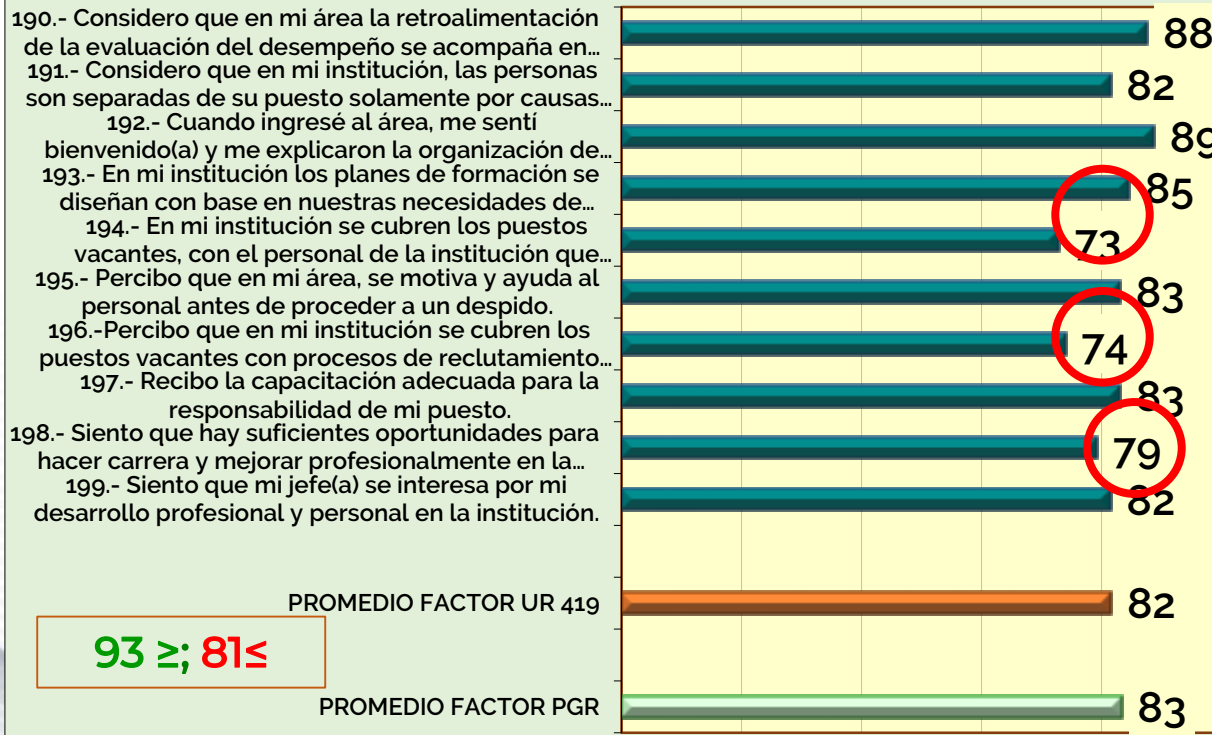 190.- Considero que en mi área la retroalimentación
de la evaluación del desempeño se acompaña en...
88
191.- Considero que en mi institución, las personas
son separadas de su puesto solamente por causas...
82
192.- Cuando ingresé al área, me sentí
bienvenido(a) y me explicaron la organización de...
89
193.- En mi institución los planes de formación se
diseñan con base en nuestras necesidades de...
85
194.- En mi institución se cubren los puestos
vacantes, con el personal de la institución que...
73
195.- Percibo que en mi área, se motiva y ayuda al
personal antes de proceder a un despido.
83
196.-Percibo que en mi institución se cubren los
puestos vacantes con procesos de reclutamiento...
74
197.- Recibo la capacitación adecuada para la
responsabilidad de mi puesto.
83
198.- Siento que hay suficientes oportunidades para
hacer carrera y mejorar profesionalmente en la...
79
199.- Siento que mi jefe(a) se interesa por mi
desarrollo profesional y personal en la institución.
82
PROMEDIO FACTOR UR 419
82
93 ≥; 81≤
PROMEDIO FACTOR PGR
83